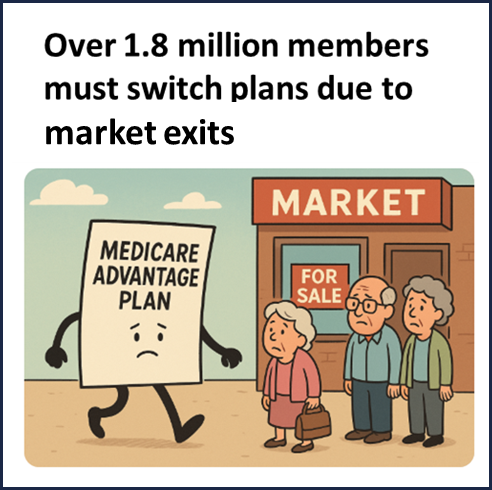 Over 1.8 million members
must switch plans due to
market exits
MEDICARE
ADVANTAGE
PLAN
MARKET
FOR
SALE